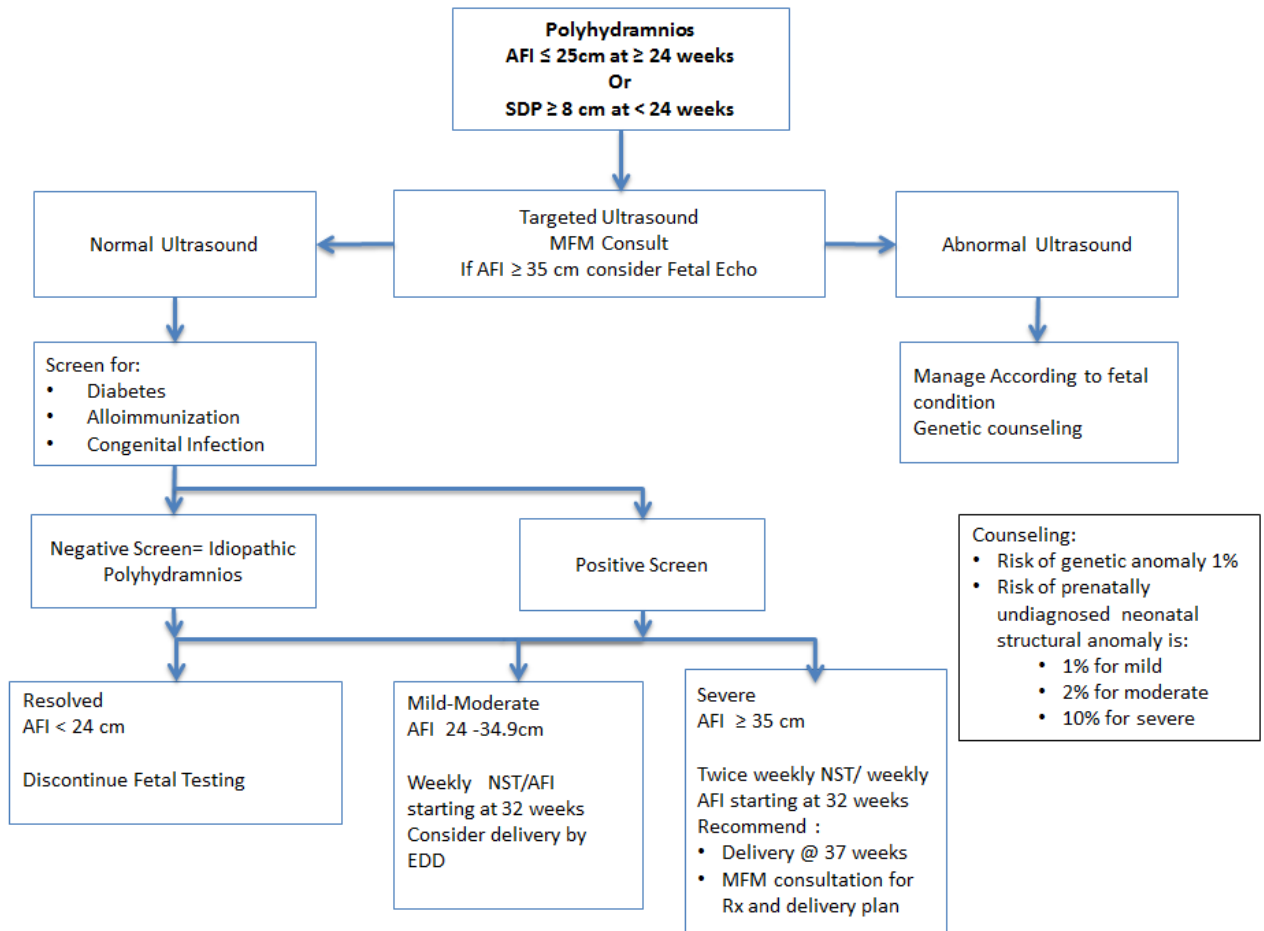 Polyhydramnios
AFI ≤ 25cm at ≥ 24 weeks
Or
SDP ≥ 8 cm at < 24 weeks
Normal Ultrasound
Targeted Ultrasound
MFM Consult
If AFI ≥ 35 cm consider Fetal Echo
Abnormal Ultrasound
Screen for:
• Diabetes
• Alloimmunization
• Congenital Infection
Manage According to fetal
condition
Genetic counseling
Negative Screen= Idiopathic
Polyhydramnios
Positive Screen
Counseling:
• Risk of genetic anomaly 1%
• Risk of prenatally
undiagnosed neonatal
structural anomaly is:
• 1% for mild
• 2% for moderate
• 10% for severe
Resolved
AFI < 24 cm
Discontinue Fetal Testing
Mild-Moderate
AFI 24 -34.9cm
Weekly NST/AFI
starting at 32 weeks
Consider delivery by
EDD
Severe
AFI ≥ 35 cm
Twice weekly NST/ weekly
AFI starting at 32 weeks
Recommend :
• Delivery @ 37 weeks
• MFM consultation for
Rx and delivery plan